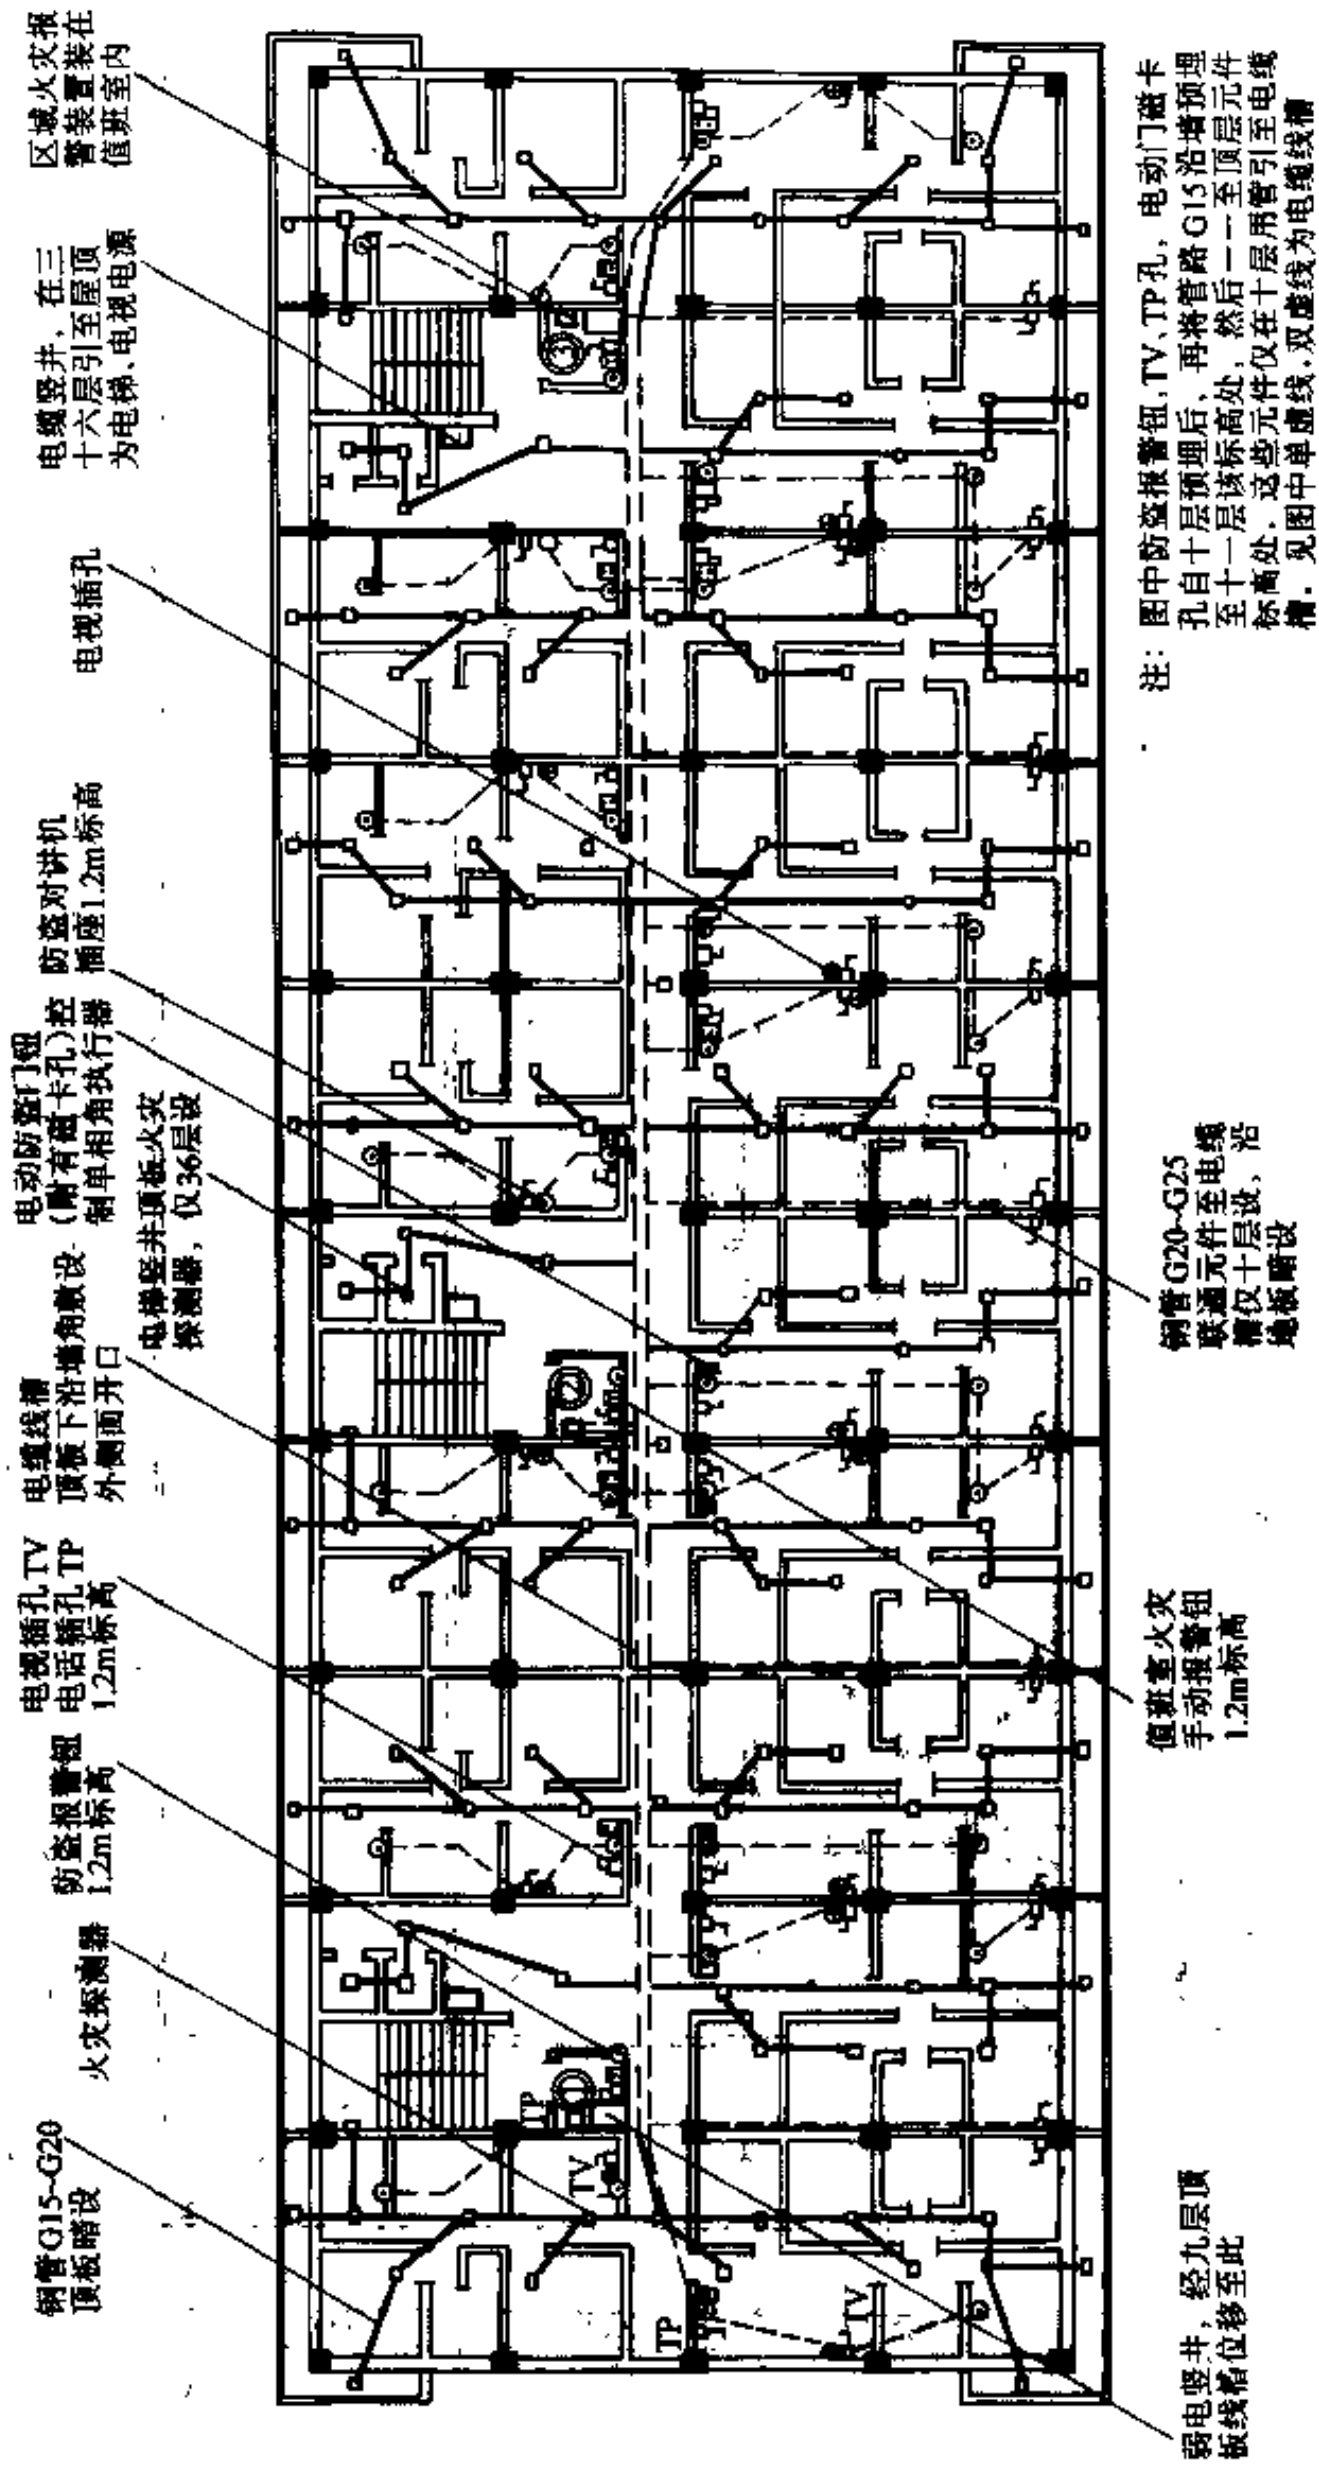 钢管G15~G20
顶板暗设
火灾探测器
防盗报警钮
1.2m标高
电视插孔TV
电话插孔TP
1.2m标高
电缆线槽
顶板下沿墙角敷设
外侧面开口
电梯竖井顶板火灾
探测器，仅36层设
电动防盗门钮
(附有磁卡孔)控
制单相角执行器
防盗对讲机
插座1.2m标高
电视插孔
电缆竖井，在三
十六层引至屋顶
为电梯、电视电源
区域火灾报
警装置装在
值班室内
TP
TV
①
②
③
TP
TV
弱电竖井，经九层顶
板线槽位移至此
值班室火灾
手动报警钮
1.2m标高
钢管G20~G25
联通元件至电缆
槽仅十层设，沿
地板暗设
注：图中防盗报警钮，TV、TP孔，电动门磁卡
孔自十层预埋后，再将管路G15沿墙预埋
至十一层该标高处，然后一一至顶层元件
标高处．这些元件仅在十层用管引至电缆
槽．见图中单虚线，双虚线为电缆线槽